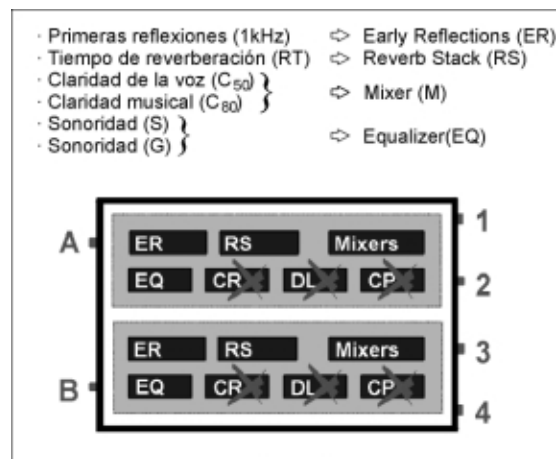 · Primeras reflexiones (1kHz) ⇨ Early Reflections (ER)
· Tiempo de reverberación (RT) ⇨ Reverb Stack (RS)
· Claridad de la voz (C50)
· Claridad musical (C80) } ⇨ Mixer (M)
· Sonoridad (S)
· Sonoridad (G) } ⇨ Equalizer(EQ)
1
A ER RS Mixers
EQ CR DL CP 2
ER RS Mixers 3
B EQ CR DL CP
4